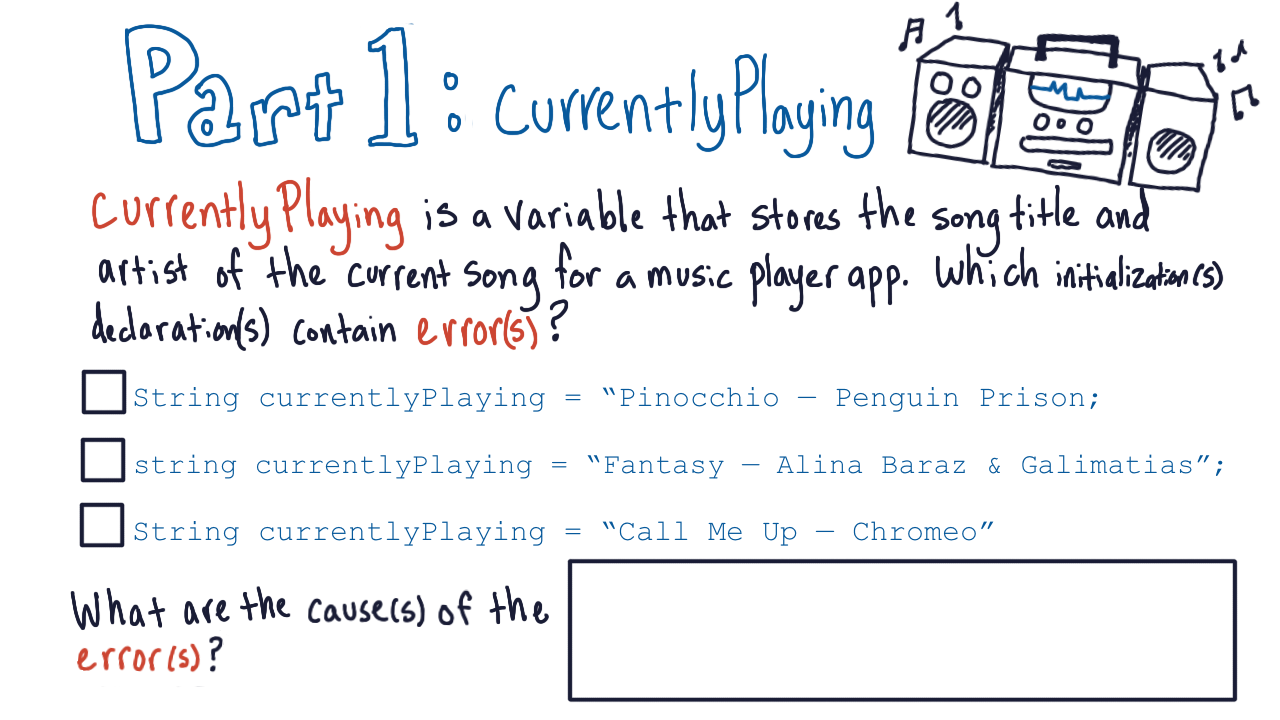 Part 1: CurrentlyPlaying
CurrentlyPlaying is a variable that stores the song title and
artist of the current song for a music player app. Which initialization(s)
declaration(s) contain error(s)?
String currentlyPlaying = “Pinocchio – Penguin Prison;
string currentlyPlaying = “Fantasy – Alina Baraz & Galimatias”;
String currentlyPlaying = “Call Me Up – Chromeo”
What are the cause(s) of the
error(s)?